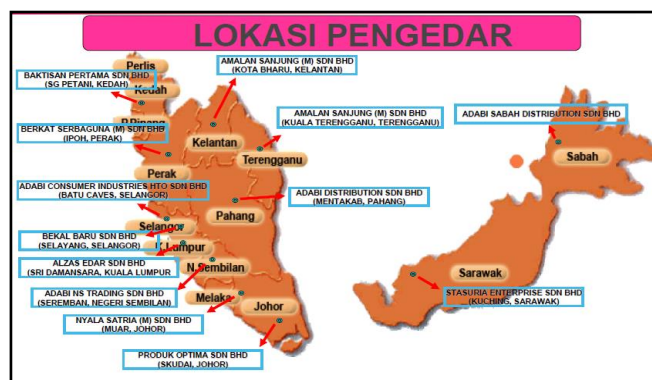 LOKASI PENGEDAR
Perlis
BAKTISAN PERTAMA SDN BHD
(SG PETANI, KEDAH)
Kedah
P.Pinang
AMALAN SANJUNG (M) SDN BHD
(KOTA BHARU, KELANTAN)
BERKAT SERBAGUNA (M) SDN BHD
(IPOH, PERAK)
Kelantan
AMALAN SANJUNG (M) SDN BHD
(KUALA TERENGGANU, TERENGGANU)
Terengganu
ADABI SABAH DISTRIBUTION SDN BHD
Sabah
Perak
ADABI CONSUMER INDUSTRIES HTO SDN BHD
(BATU CAVES, SELANGOR)
ADABI DISTRIBUTION SDN BHD
(MENTAKAB, PAHANG)
Pahang
Selangor
BEKAL BARU SDN BHD
(SELAYANG, SELANGOR)
K.Lumpur
ALZAS EDAR SDN BHD
(SRI DAMANSARA, KUALA LUMPUR
N.Sembilan
ADABI NS TRADING SDN BHD
(SEREMBAN, NEGERI SEMBILAN)
Melaka
Johor
NYALA SATRIA (M) SDN BHD
(MUAR, JOHOR)
PRODUK OPTIMA SDN BHD
(SKUDAI, JOHOR)
Sarawak
STASURIA ENTERPRISE SDN BHD
(KUCHING, SARAWAK)